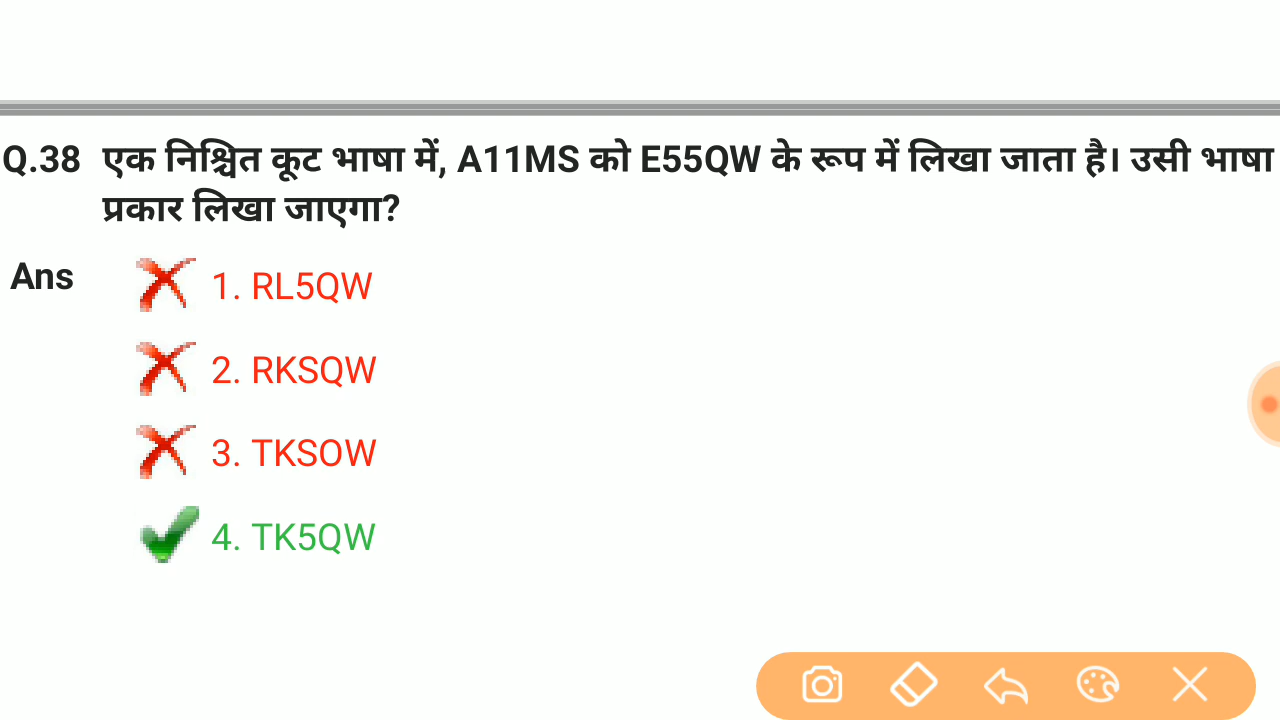 Q.38 एक निश्चित कूट भाषा में, A11MS को E55QW के रूप में लिखा जाता है। उसी भाषा
प्रकार लिखा जाएगा?
Ans
1. RL5QW
2. RKSQW
3. TKSOW
4. TK5QW